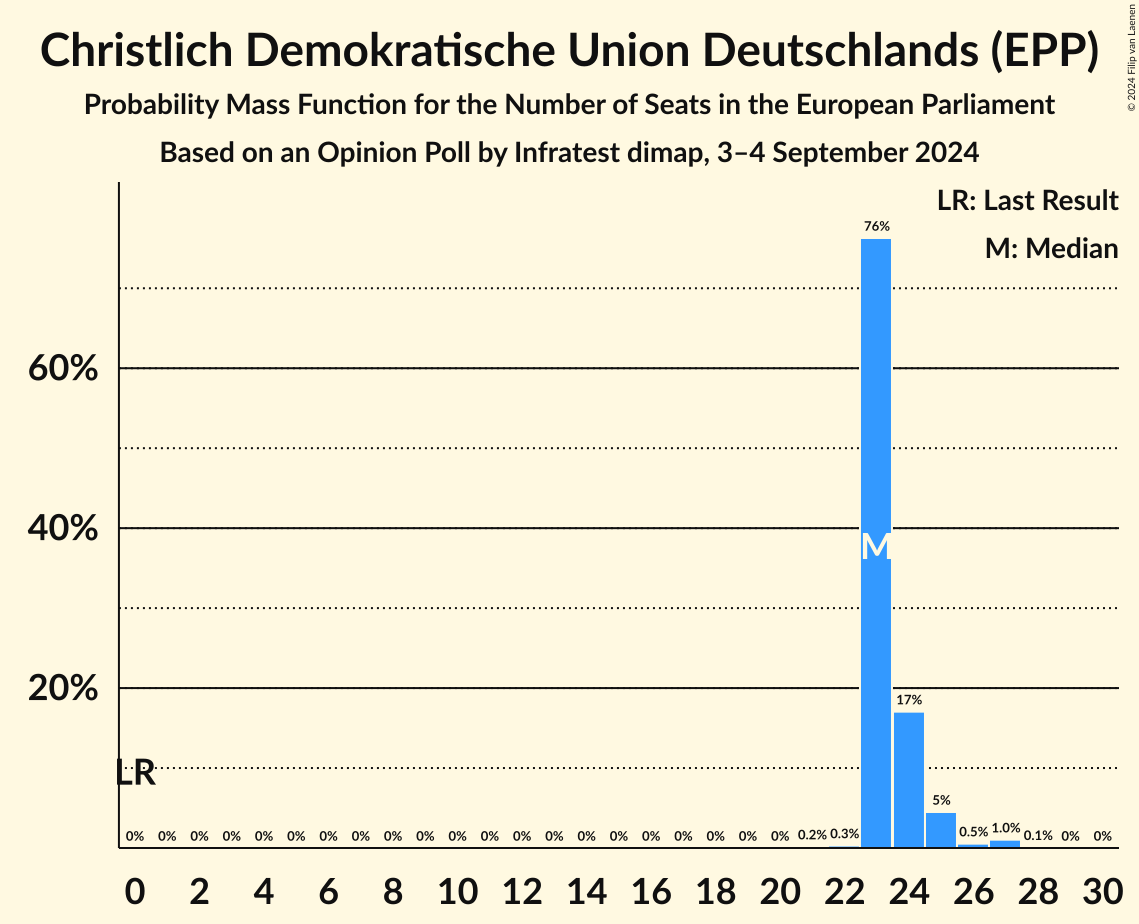 Christlich Demokratische Union Deutschlands (EPP)
Probability Mass Function for the Number of Seats in the European Parliament
Based on an Opinion Poll by Infratest dimap, 3–4 September 2024
© 2024 Filip van Laenen
LR: Last Result
M: Median
76%
60%
40%
M
20%
17%
LR
5%
0% 0% 0% 0% 0% 0% 0% 0% 0% 0% 0% 0% 0% 0% 0% 0% 0% 0% 0% 0% 0% 0.2% 0.3% 0.5% 1.0% 0.1% 0% 0%
0 2 4 6 8 10 12 14 16 18 20 22 24 26 28 30